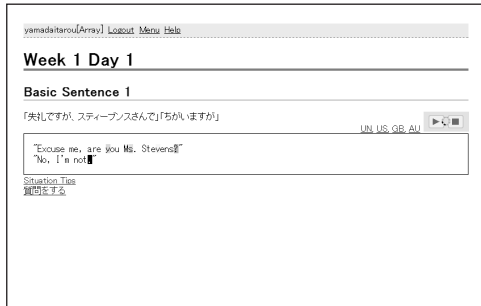 yamadaitarou[Array] Logout Menu Help
Week 1 Day 1
Basic Sentence 1
「失礼ですが、スティーブンスさんで」「ちがいますが」
UN, US, GB, AU
"Excuse me, are you Ms. Stevens?"
"No, I'm not."
Situation Tips
質問をする